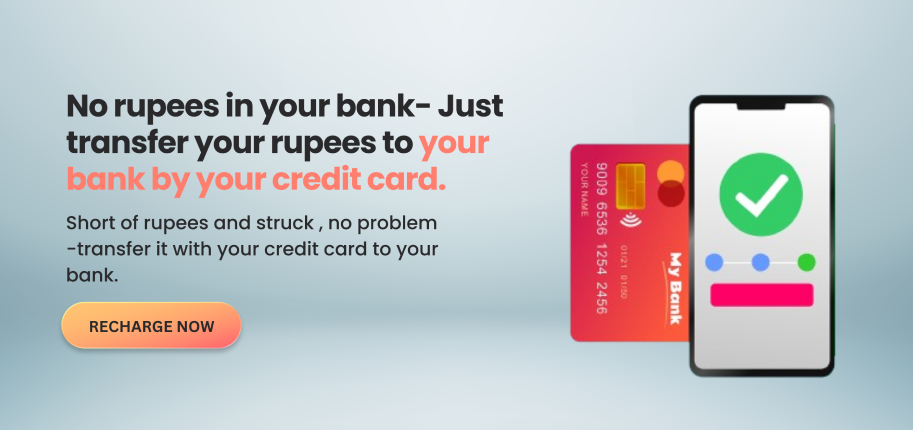 No rupees in your bank- Just
transfer your rupees to your
bank by your credit card.
Short of rupees and struck , no problem
-transfer it with your credit card to your
bank.
RECHARGE NOW
9009 6536 1254 2456
YOUR NAME
01/21 01/50
My Bank